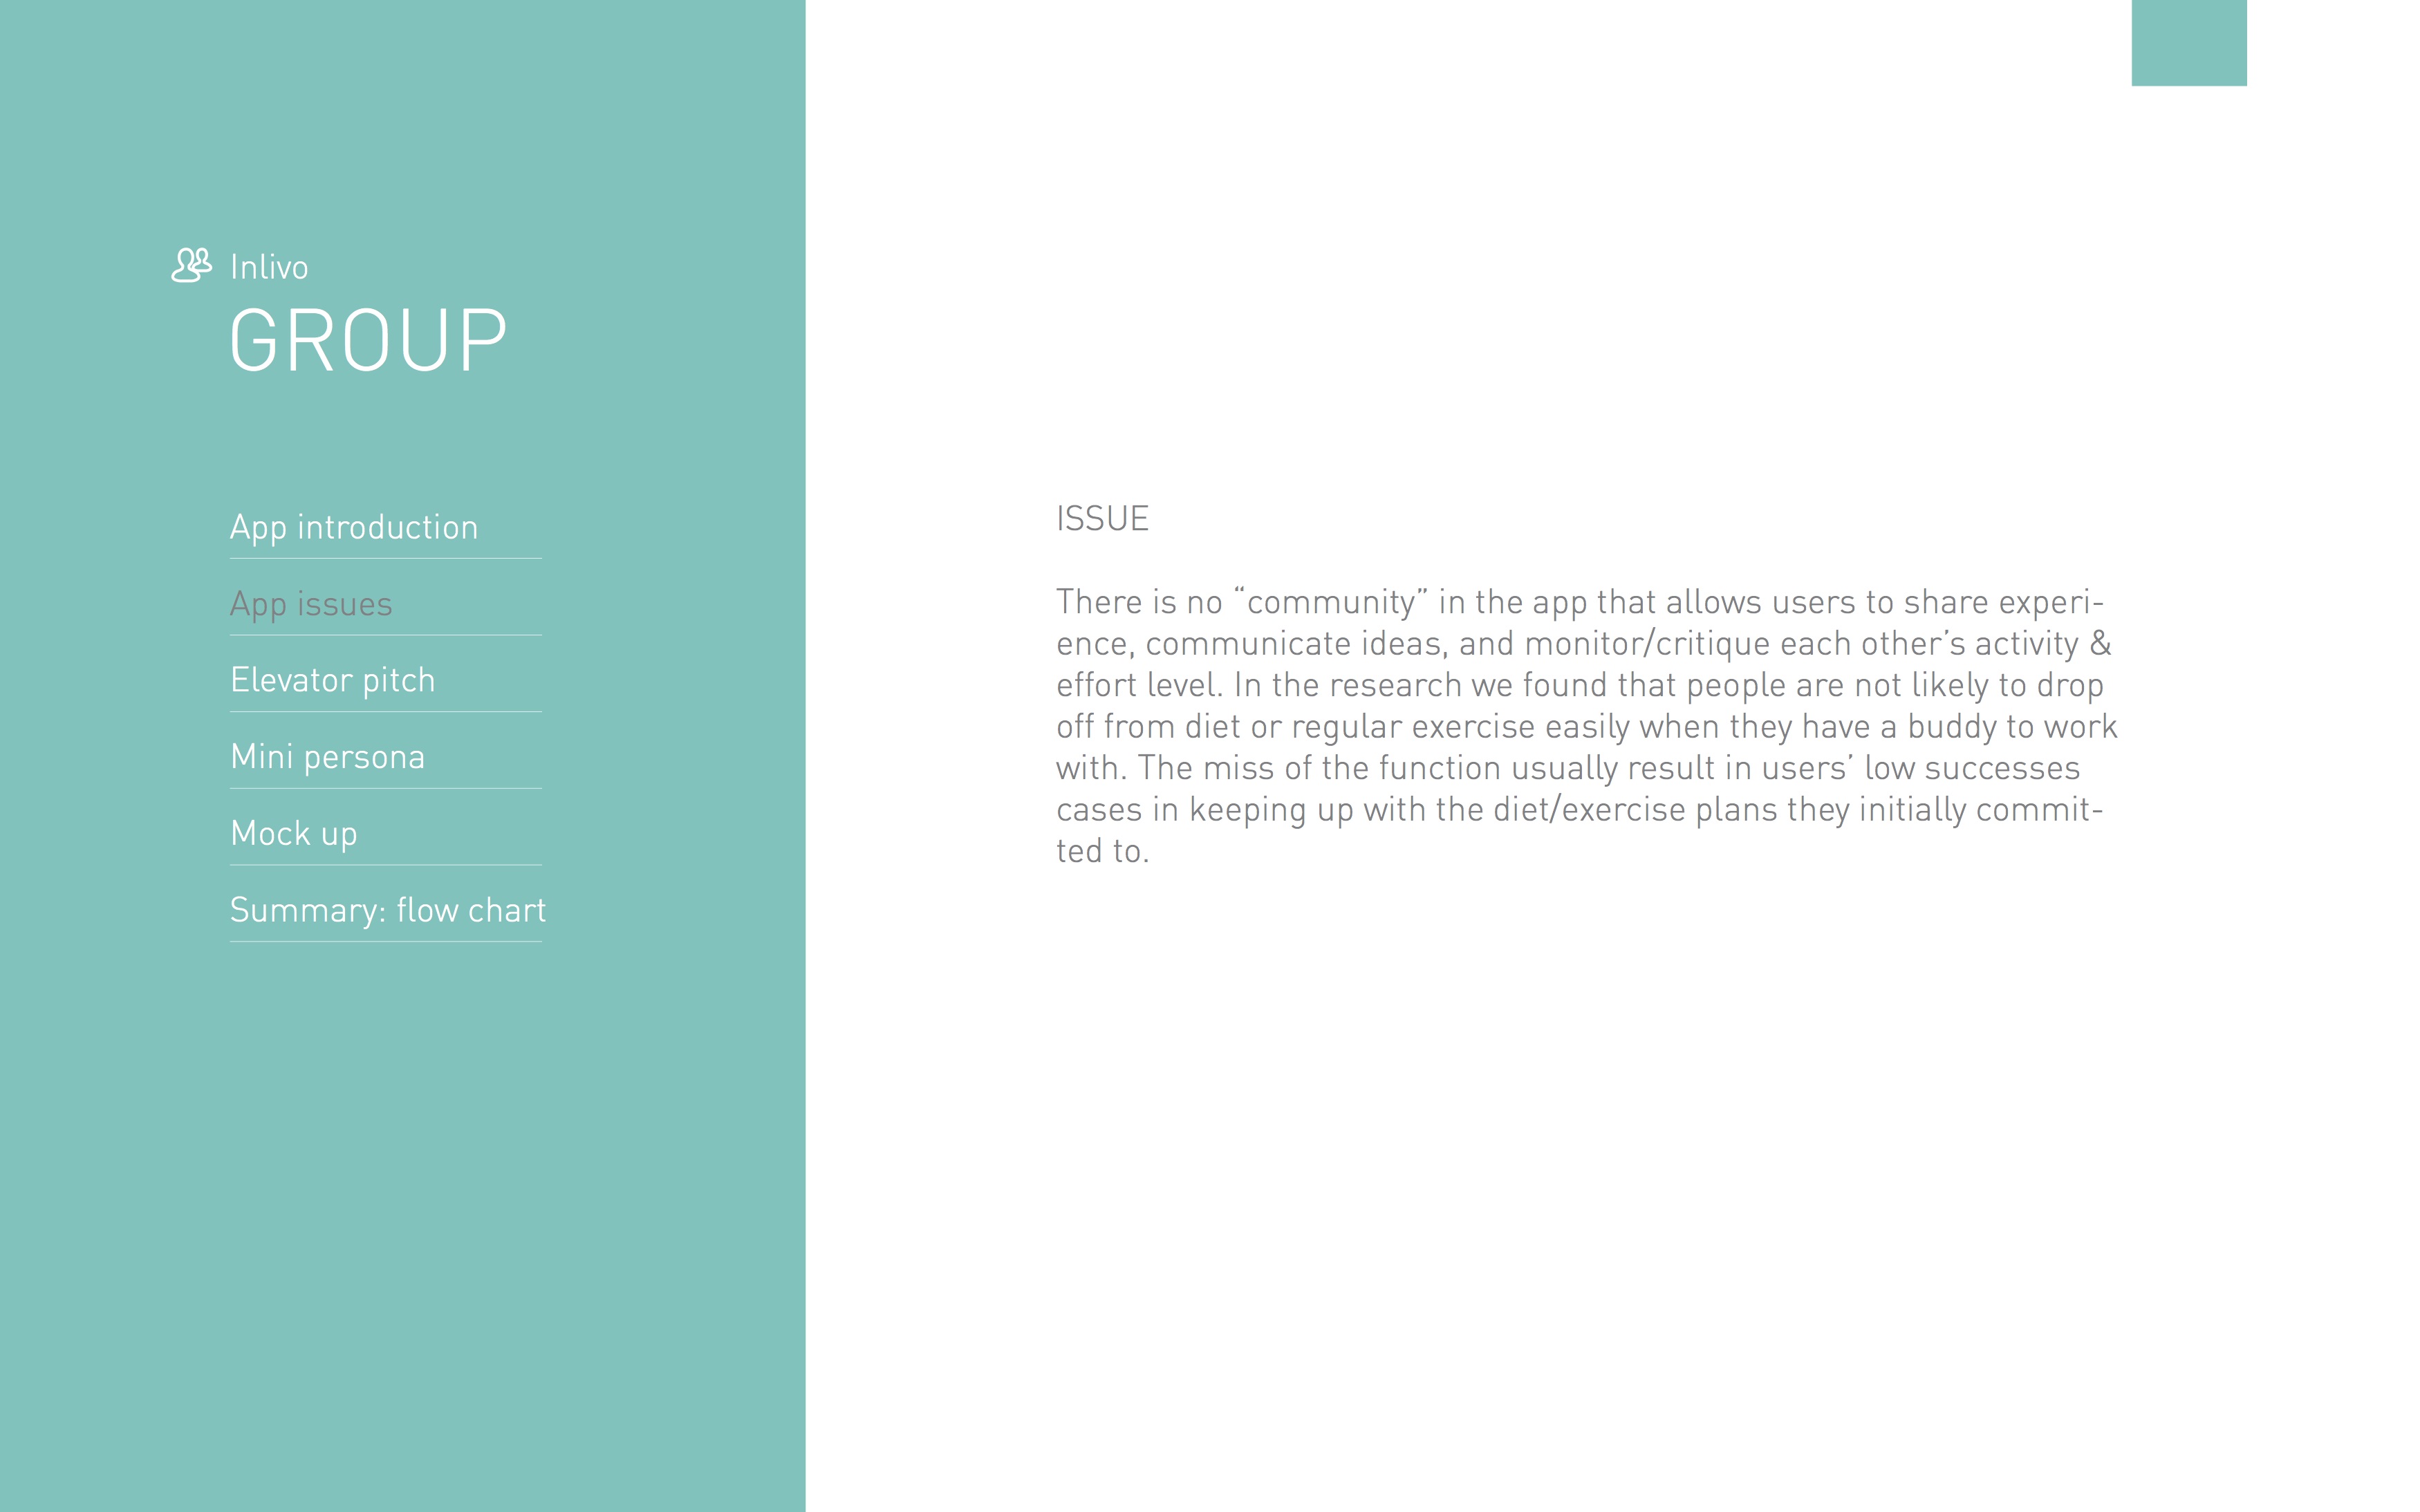 Inlivo
GROUP
App introduction
App issues
Elevator pitch
Mini persona
Mock up
Summary: flow chart
ISSUE
There is no “community” in the app that allows users to share experi-
ence, communicate ideas, and monitor/critique each other’s activity &
effort level. In the research we found that people are not likely to drop
off from diet or regular exercise easily when they have a buddy to work
with. The miss of the function usually result in users’ low successes
cases in keeping up with the diet/exercise plans they initially commit-
ted to.